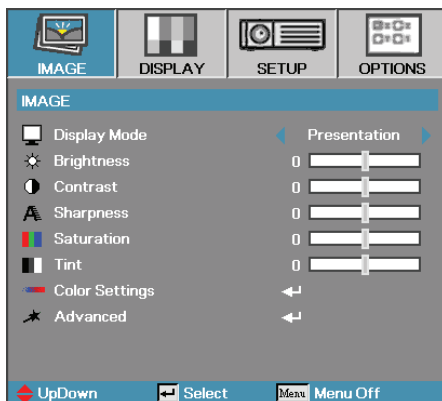 IMAGE DISPLAY SETUP OPTIONS
IMAGE
Display Mode Presentation
Brightness 0
Contrast 0
Sharpness 0
Saturation 0
Tint 0
Color Settings
Advanced
UpDown Select Menu Menu Off